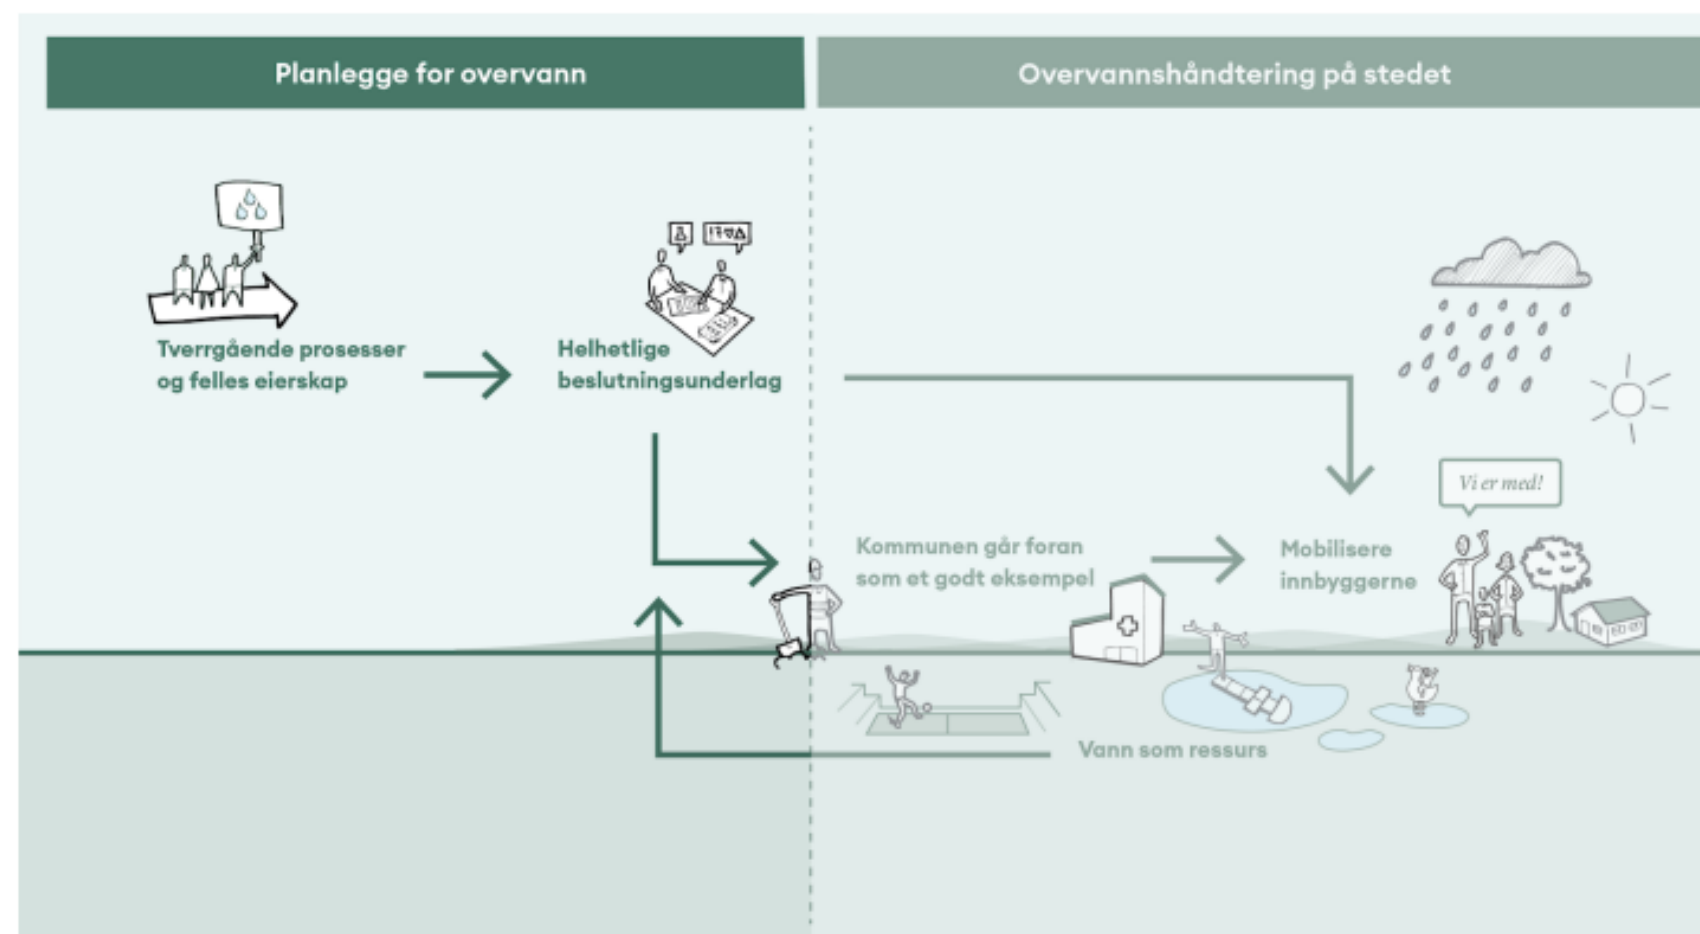 Planlegge for overvann
Overvannshåndtering på stedet
Tverrgående prosesser
og felles eierskap
Helhetlige
beslutningsunderlag
Vi er med!
Kommunen går foran
som et godt eksempel
Mobilisere
innbyggerne
Vann som ressurs